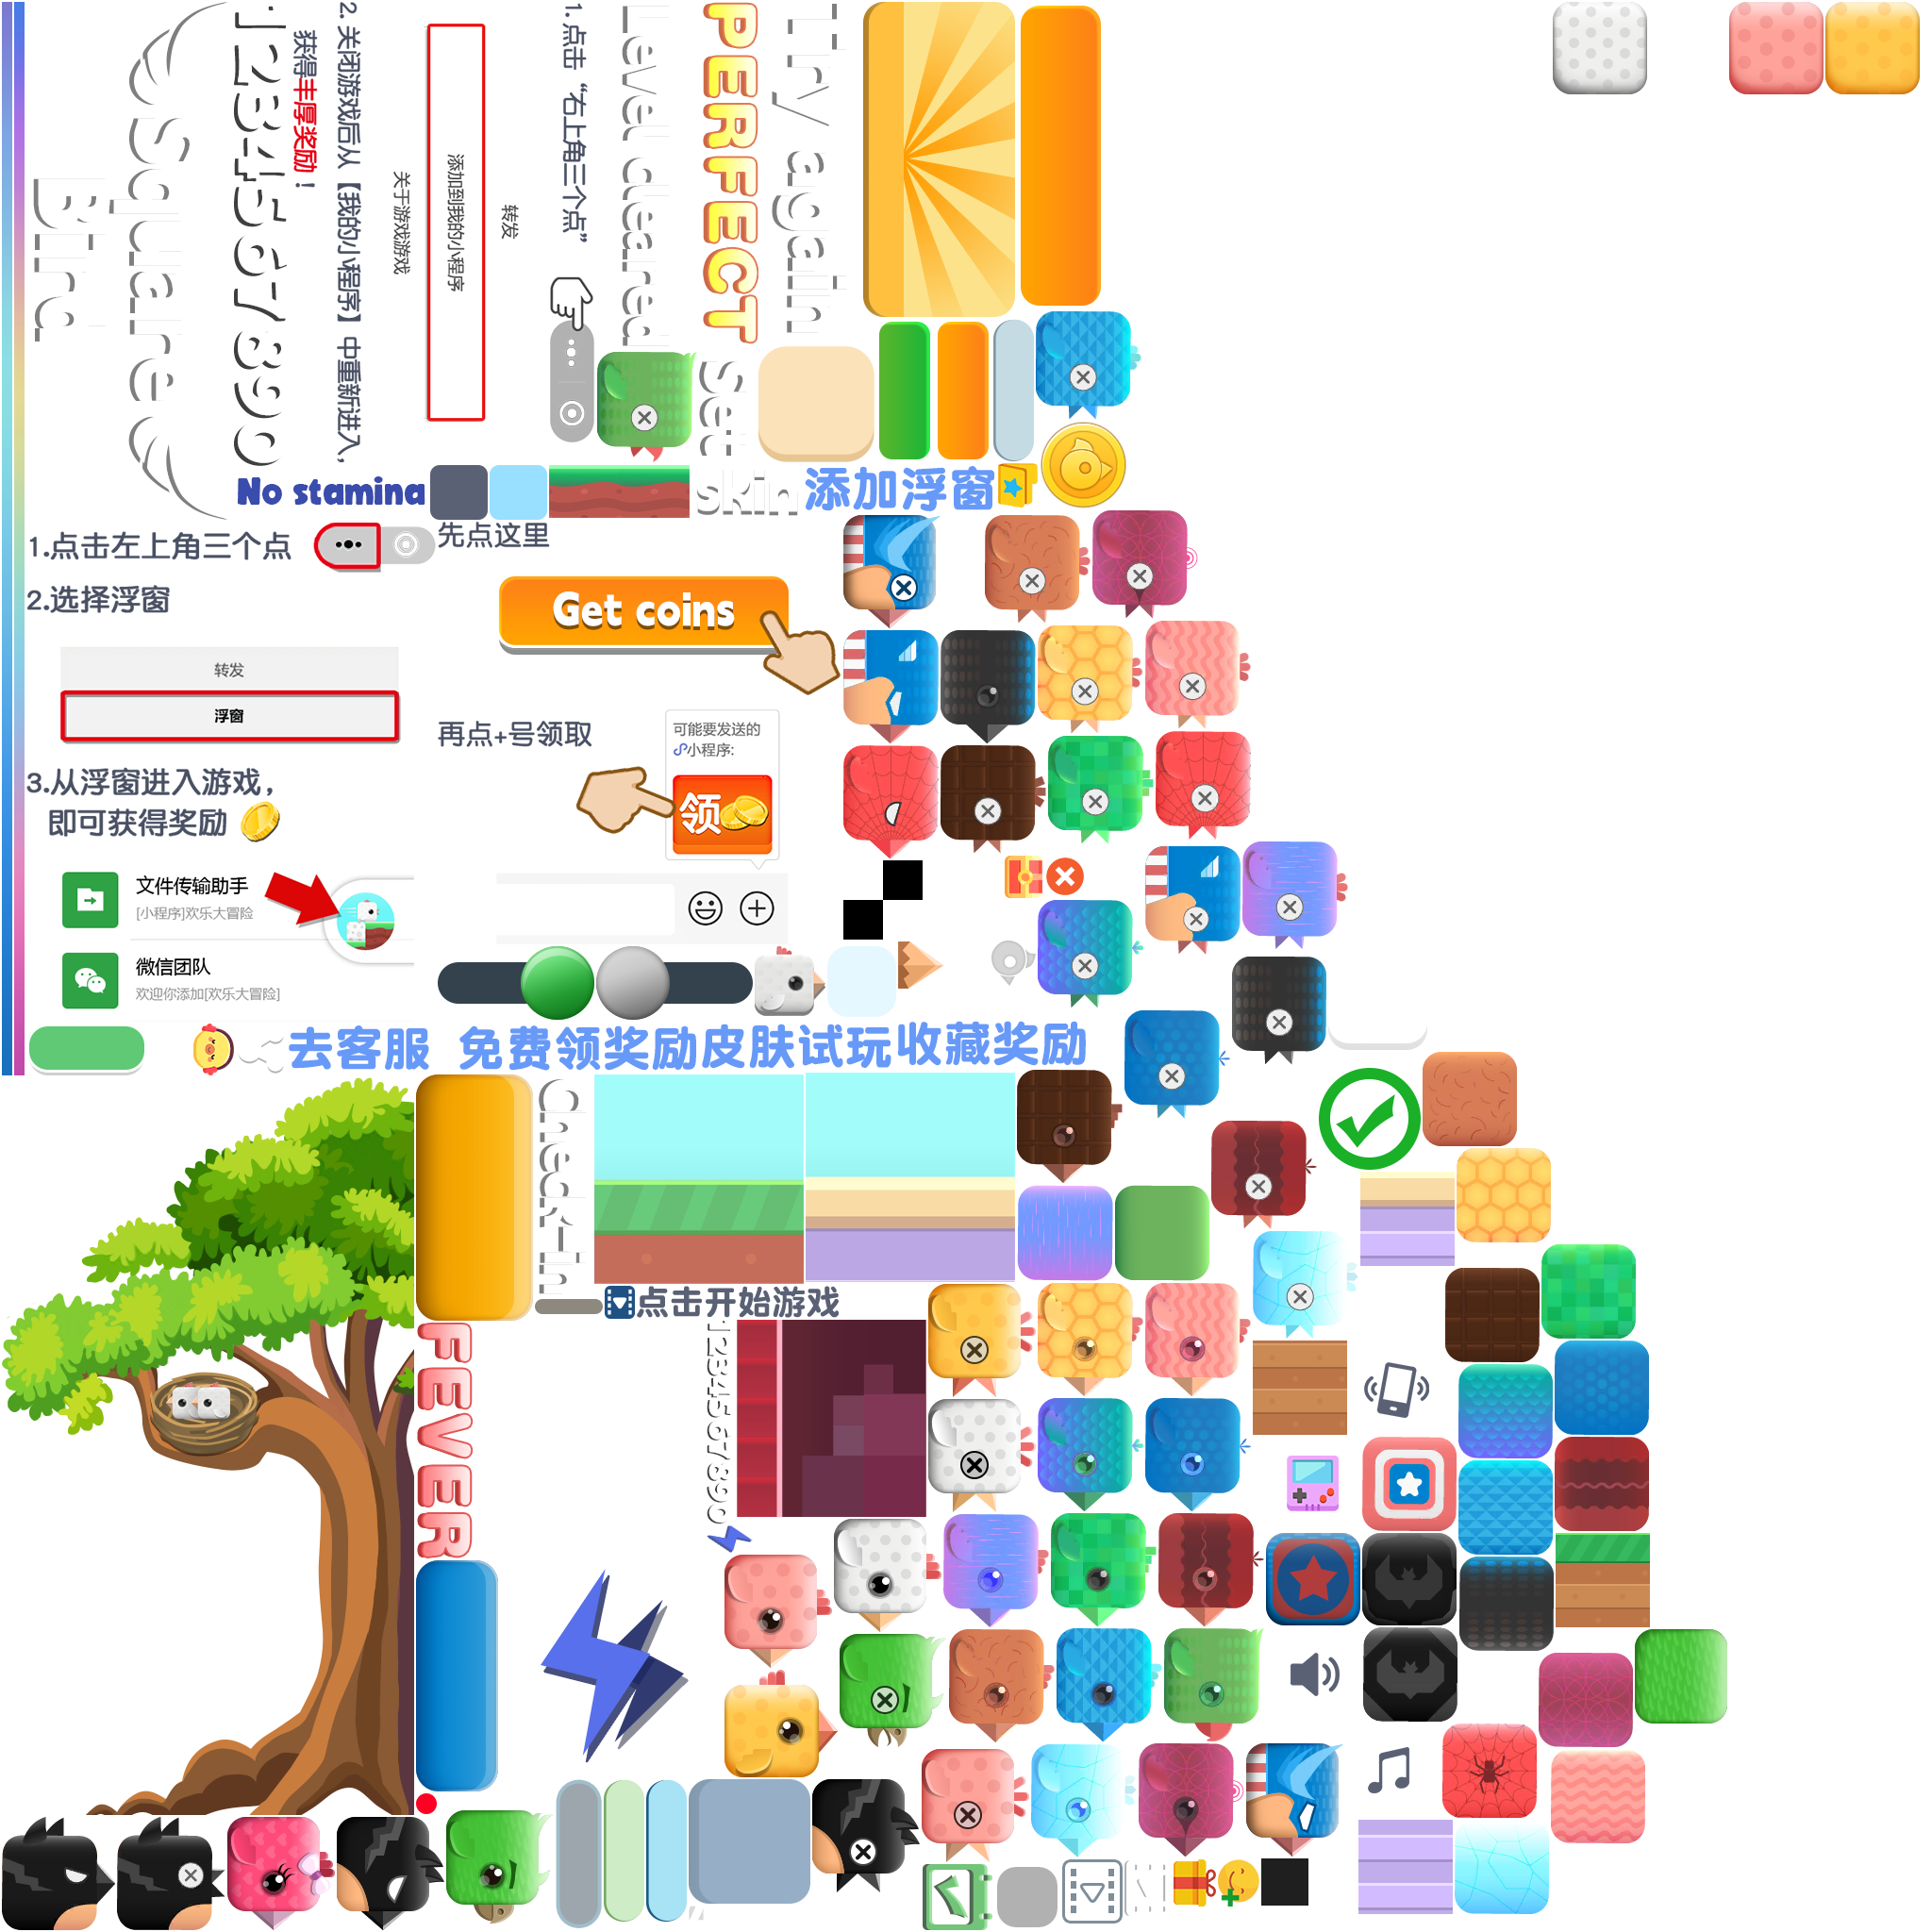 Square
Bird
1234567890
2. 关闭游戏后从【我的小程序】中重新进入,
获得丰厚奖励！
关于游戏游戏
添加到我的小程序
转发
1. 点击“右上角三个点”
Level cleared
PERFECT
Try again
Set
No stamina
skin
添加浮窗
1.点击左上角三个点
先点这里
2.选择浮窗
Get coins
转发
浮窗
再点+号领取
可能要发送的
小程序:
领
3.从浮窗进入游戏，
即可获得奖励
文件传输助手
[小程序]欢乐大冒险
微信团队
欢迎你添加[欢乐大冒险]
去客服
免费领奖励
皮肤试玩
收藏奖励
Check-in
点击开始游戏
FEVER
1234567890